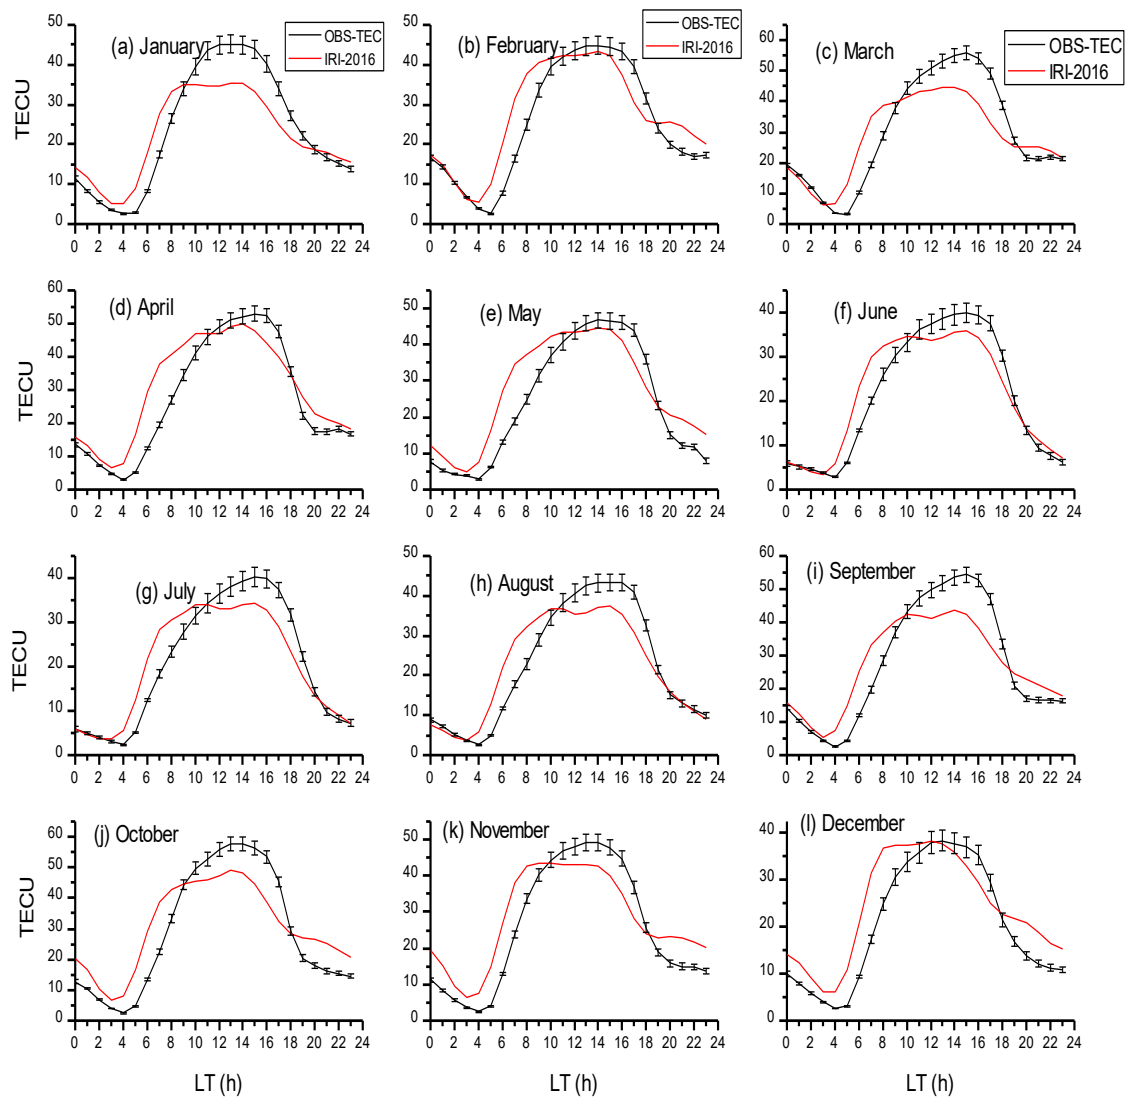 (a) January
OBS-TEC
IRI-2016
TECU
50
40
30
20
10
0
0 2 4 6 8 10 12 14 16 18 20 22 24
(b) February
OBS-TEC
IRI-2016
50
40
30
20
10
0
0 2 4 6 8 10 12 14 16 18 20 22 24
(c) March
OBS-TEC
IRI-2016
60
50
40
30
20
10
0
0 2 4 6 8 10 12 14 16 18 20 22 24
(d) April
TECU
60
50
40
30
20
10
0
0 2 4 6 8 10 12 14 16 18 20 22 24
(e) May
50
40
30
20
10
0
0 2 4 6 8 10 12 14 16 18 20 22 24
(f) June
40
30
20
10
0
0 2 4 6 8 10 12 14 16 18 20 22 24
(g) July
TECU
40
30
20
10
0
0 2 4 6 8 10 12 14 16 18 20 22 24
(h) August
50
40
30
20
10
0
0 2 4 6 8 10 12 14 16 18 20 22 24
(i) September
60
50
40
30
20
10
0
0 2 4 6 8 10 12 14 16 18 20 22 24
(j) October
TECU
60
50
40
30
20
10
0
0 2 4 6 8 10 12 14 16 18 20 22 24
LT (h)
(k) November
50
40
30
20
10
0
0 2 4 6 8 10 12 14 16 18 20 22 24
LT (h)
(l) December
40
30
20
10
0
0 2 4 6 8 10 12 14 16 18 20 22 24
LT (h)